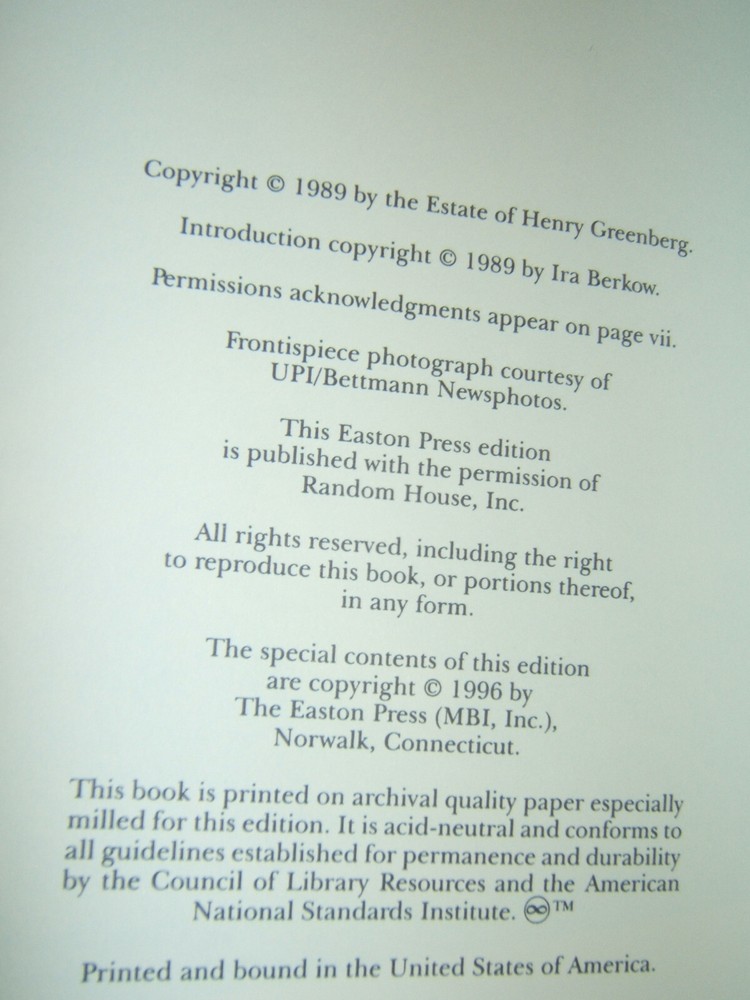 Copyright © 1989 by the Estate of Henry Greenberg.
Introduction copyright © 1989 by Ira Berkow.
Permissions acknowledgments appear on page vii.
Frontispiece photograph courtesy of
UPI/Bettmann Newsphotos.
This Easton Press edition
is published with the permission of
Random House, Inc.
All rights reserved, including the right
to reproduce this book, or portions thereof,
in any form.
The special contents of this edition
are copyright © 1996 by
The Easton Press (MBI, Inc.),
Norwalk, Connecticut.
This book is printed on archival quality paper especially
milled for this edition. It is acid-neutral and conforms to
all guidelines established for permanence and durability
by the Council of Library Resources and the American
National Standards Institute. ♾™
Printed and bound in the United States of America.